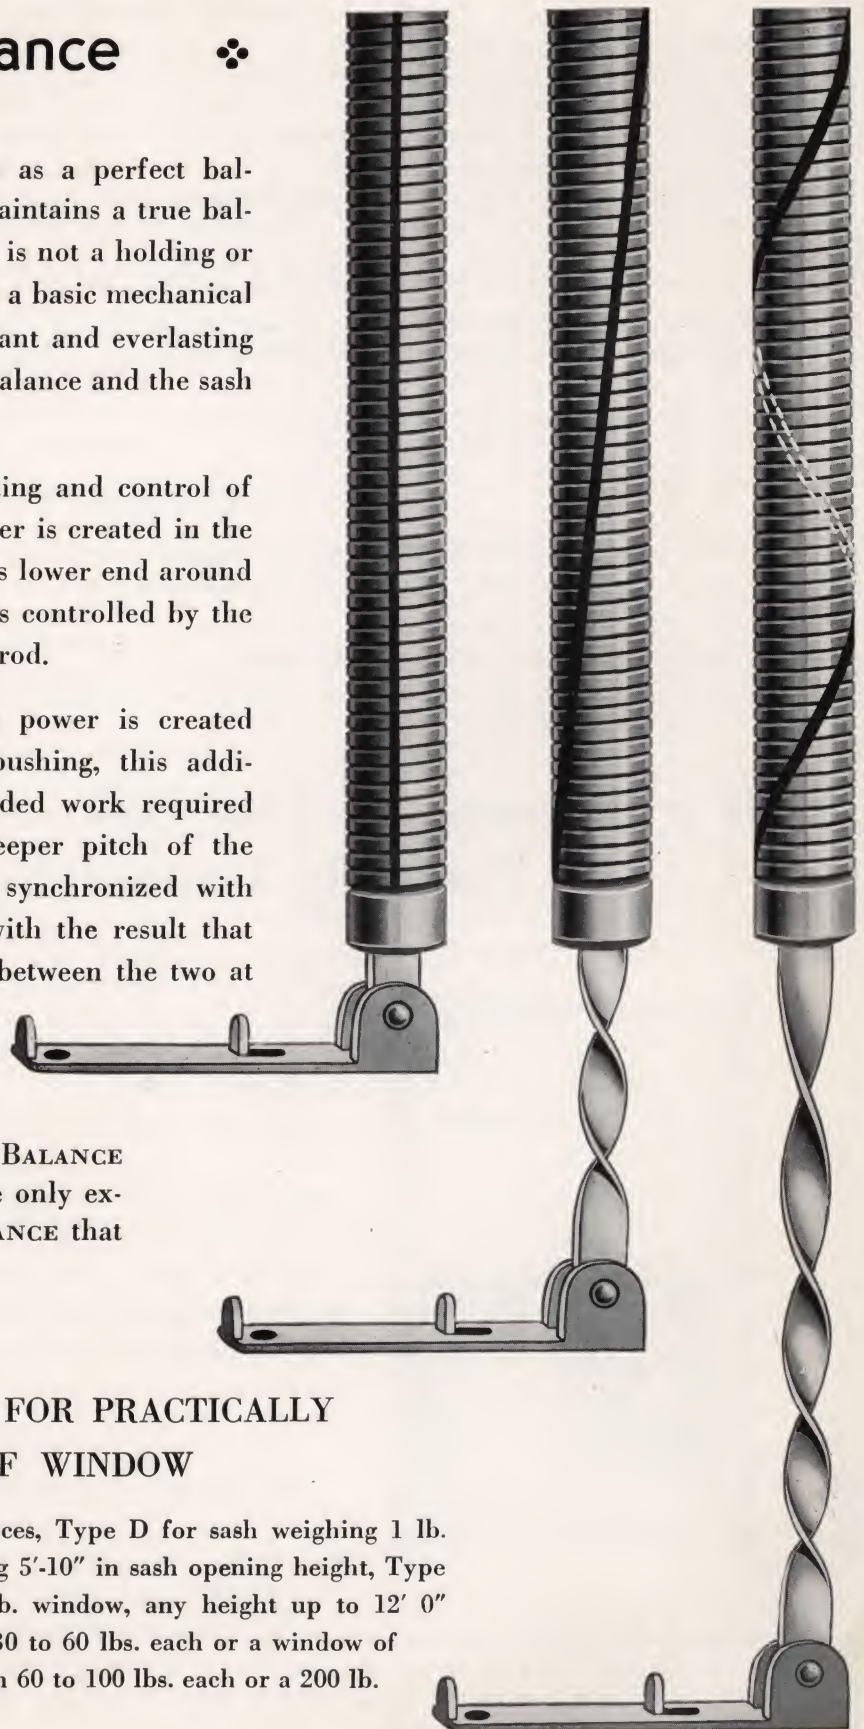 ance
as a perfect bal-
aintains a true bal-
is not a holding or
a basic mechanical
ant and everlasting
alance and the sash
ing and control of
er is created in the
s lower end around
s controlled by the
rod.
power is created
bushing, this addi-
ded work required
eeper pitch of the
synchronized with
ith the result that
between the two at
BALANCE
e only ex-
ANCE that
FOR PRACTICALLY
F WINDOW
ces, Type D for sash weighing 1 lb.
g 5′-10″ in sash opening height, Type
b. window, any height up to 12′ 0″
30 to 60 lbs. each or a window of
n 60 to 100 lbs. each or a 200 lb.